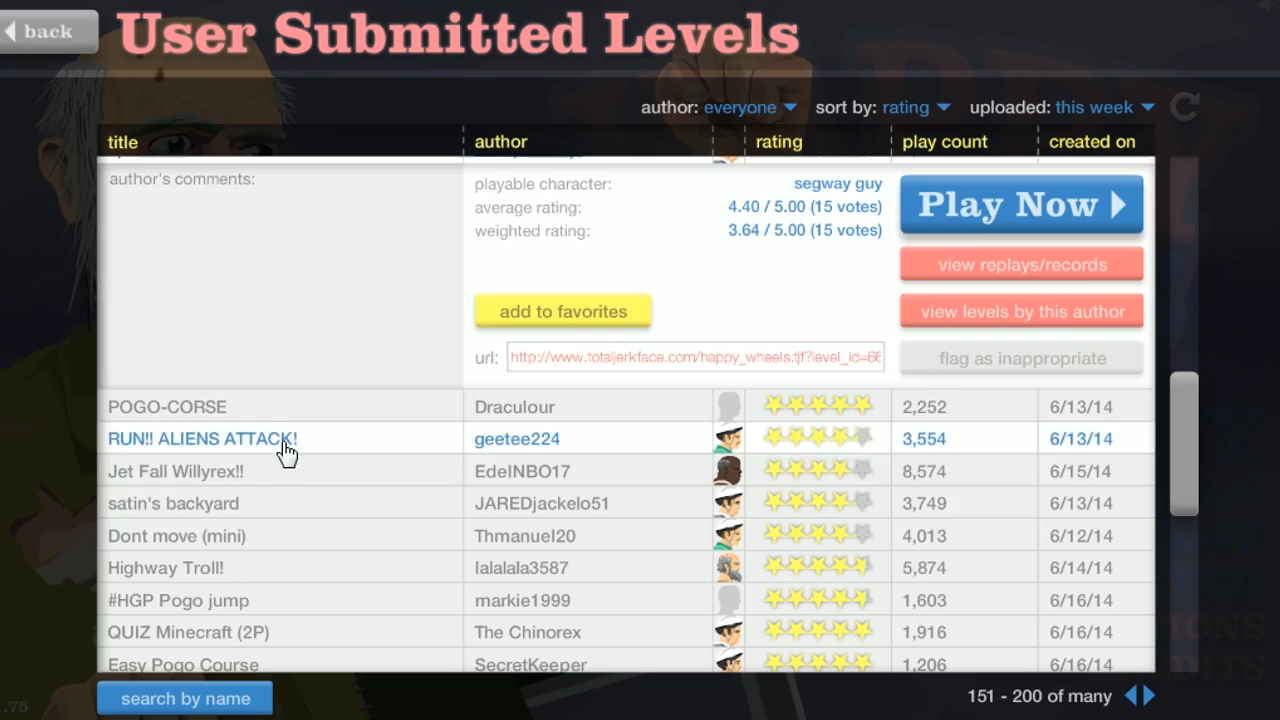 back
User Submitted Levels
author: everyone sort by: rating uploaded: this week
title author rating play count created on
author's comments:
playable character: segway guy
average rating: 4.40 / 5.00 (15 votes)
weighted rating: 3.64 / 5.00 (15 votes)
Play Now
view replays/records
add to favorites
view levels by this author
url: http://www.totaljerkface.com/happy_wheels.tjf?level_id=66
flag as inappropriate
POGO-CORSE Draculour 2,252 6/13/14
RUN!! ALIENS ATTACK! geetee224 3,554 6/13/14
Jet Fall Willyrex!! EdelNBO17 8,574 6/15/14
satin's backyard JAREDjackelo51 3,749 6/13/14
Dont move (mini) Thmanuel20 4,013 6/12/14
Highway Troll! lalalala3587 5,874 6/14/14
#HGP Pogo jump markie1999 1,603 6/16/14
QUIZ Minecraft (2P) The Chinorex 1,916 6/16/14
Easy Pogo Course SecretKeeper 1,206 6/16/14
search by name
151 - 200 of many
.75